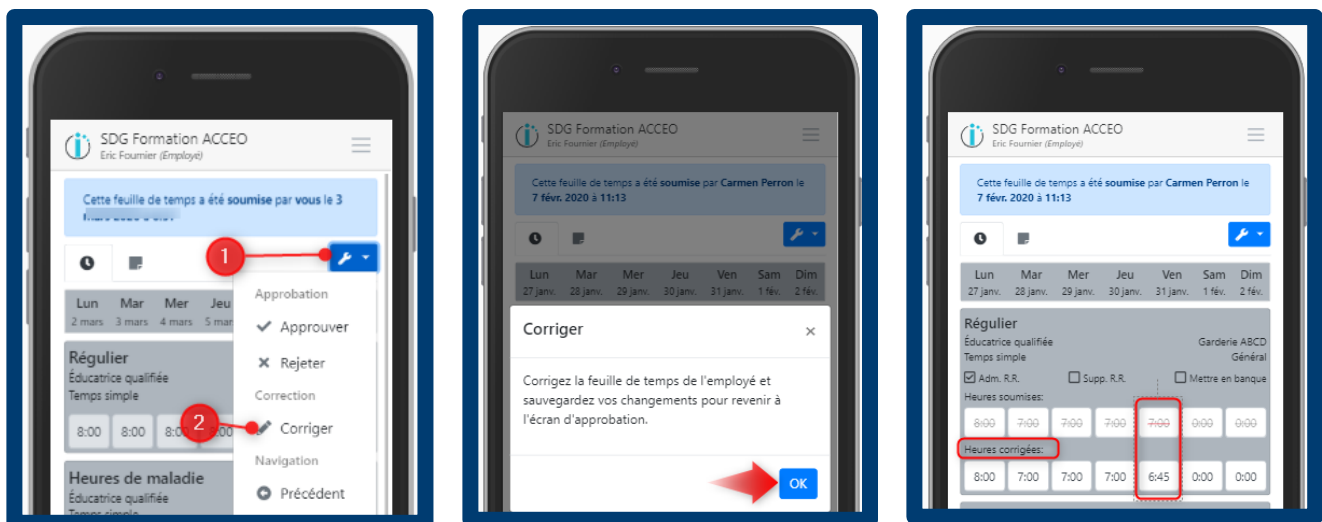 SDG Formation ACCEO
Eric Fournier (Employé)
Cette feuille de temps a été soumise par vous le 3
1
Lun Mar Mer Jeu
2 mars 3 mars 4 mars 5 mar
Approbation
Approuver
Rejeter
Correction
2
Corriger
Navigation
Précédent
Régulier
Éducatrice qualifiée
Temps simple
8:00 8:00
Heures de maladie
Éducatrice qualifiée
Temps simple
SDG Formation ACCEO
Eric Fournier (Employé)
Cette feuille de temps a été soumise par Carmen Perron le
7 févr. 2020 à 11:13
Lun Mar Mer Jeu Ven Sam Dim
27 janv. 28 janv. 29 janv. 30 janv. 31 janv. 1 fév. 2 fév.
Corriger ×
Corrigez la feuille de temps de l'employé et
sauvegardez vos changements pour revenir à
l'écran d'approbation.
OK
SDG Formation ACCEO
Eric Fournier (Employé)
Cette feuille de temps a été soumise par Carmen Perron le
7 févr. 2020 à 11:13
Lun Mar Mer Jeu Ven Sam Dim
27 janv. 28 janv. 29 janv. 30 janv. 31 janv. 1 fév. 2 fév.
Régulier
Éducatrice qualifiée Garderie ABCD
Temps simple Général
Adm. R.R. Supp. R.R. Mettre en banque
Heures soumises:
8:00 7:00 7:00 7:00 7:00 0:00 0:00
Heures corrigées:
8:00 7:00 7:00 7:00 6:45 0:00 0:00